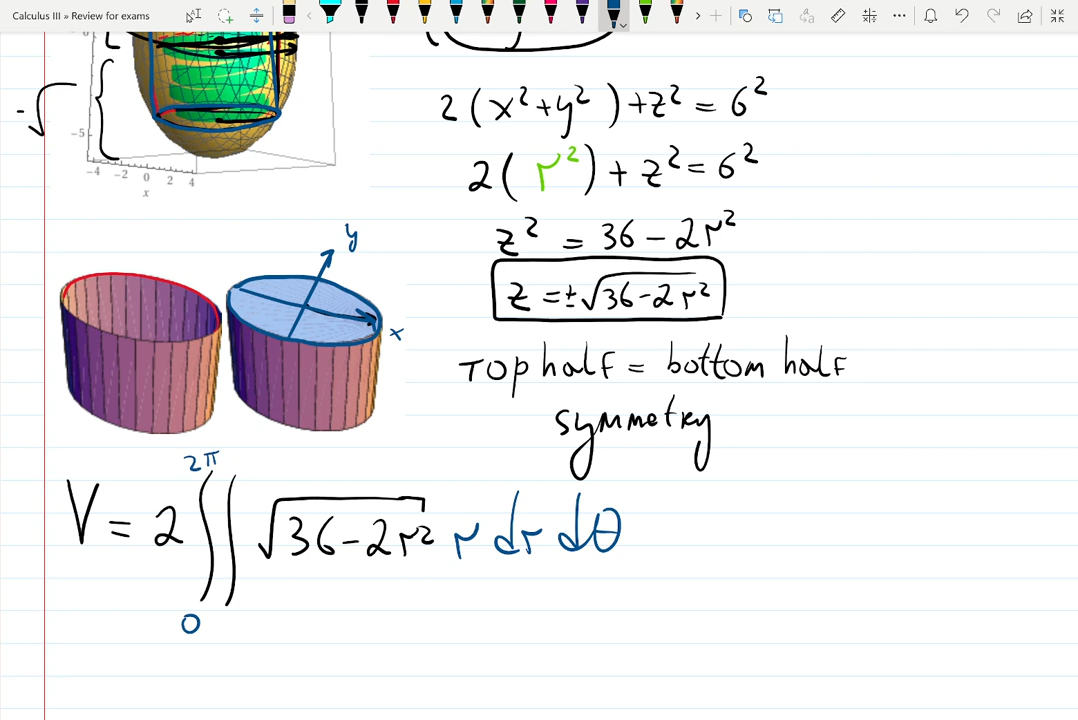 Calculus III » Review for exams
-√
-5
-4 -2 0 2 4
x
2(x²+y²)+z² = 6²
2(r²)+z² = 6²
z² = 36-2r²
z = ±√36-2r²
Top half = bottom half
symmetry
y
x
2π
V = 2∫∫ √36-2r² r dr dθ
0